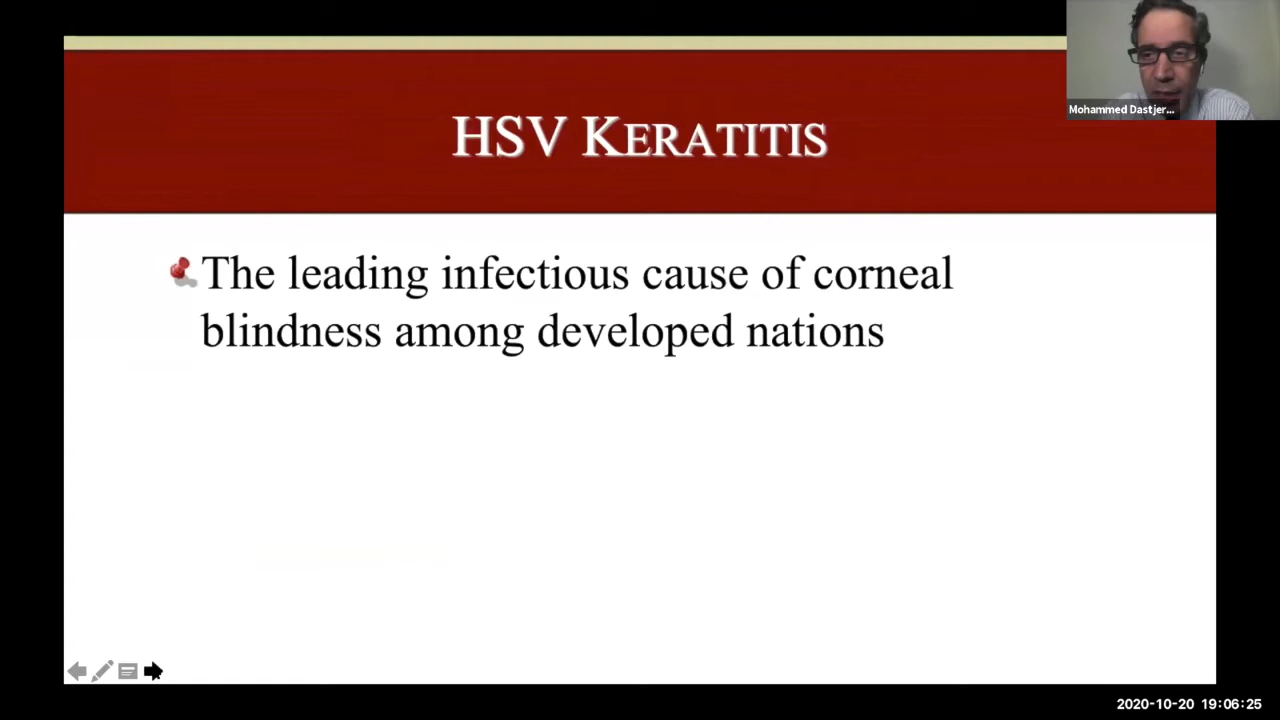 HSV KERATITIS
Mohammed Dastjer...
The leading infectious cause of corneal
blindness among developed nations
2020-10-20 19:06:25